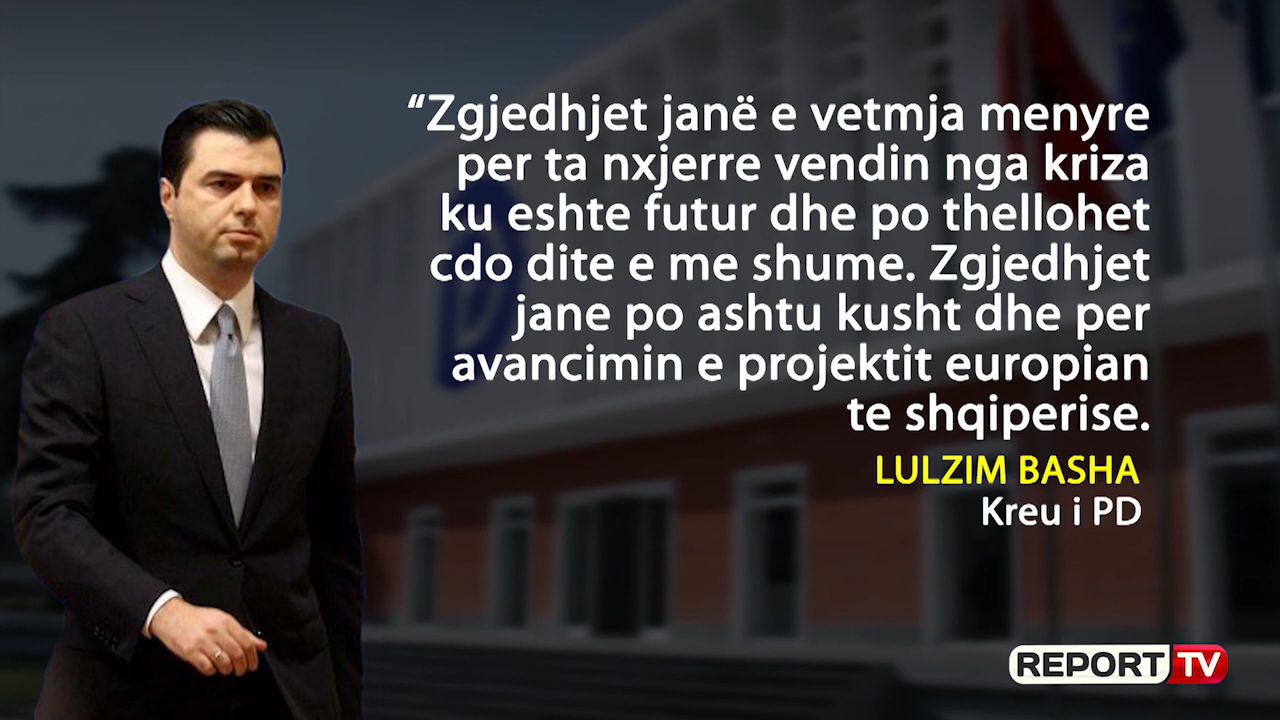 “Zgjedhjet janë e vetmja menyre
per ta nxjerre vendin nga kriza
ku eshte futur dhe po thellohet
cdo dite e me shume. Zgjedhjet
jane po ashtu kusht dhe per
avancimin e projektit europian
te shqiperise.
LULZIM BASHA
Kreu i PD
REPORT TV